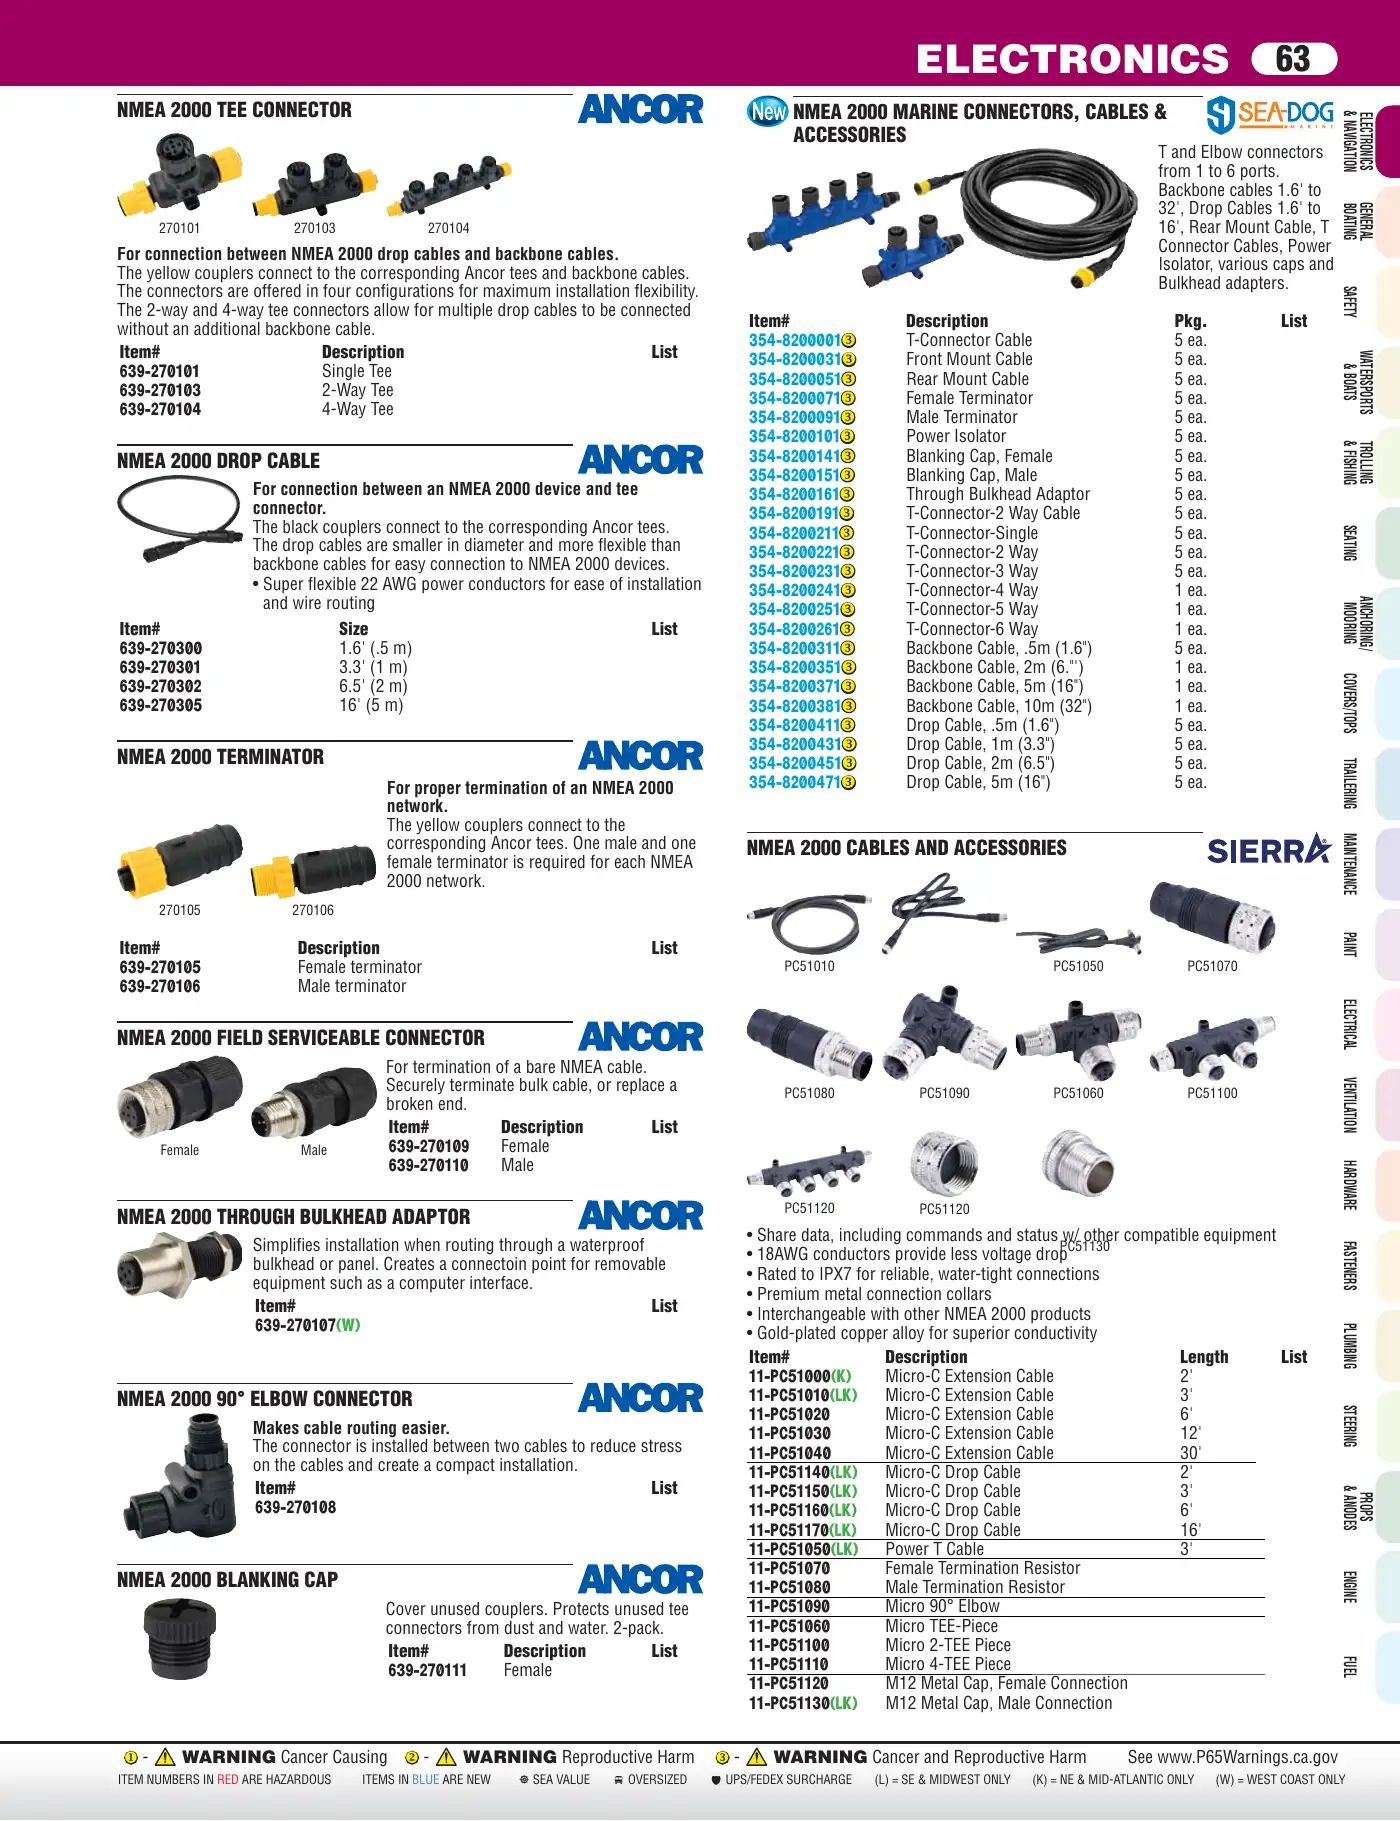 ELECTRONICS 63
NMEA 2000 TEE CONNECTOR
ANCOR
270101
270103
270104
For connection between NMEA 2000 drop cables and backbone cables.
The yellow couplers connect to the corresponding Ancor tees and backbone cables.
The connectors are offered in four configurations for maximum installation flexibility.
The 2-way and 4-way tee connectors allow for multiple drop cables to be connected
without an additional backbone cable.
Item# Description List
639-270101 Single Tee
639-270103 2-Way Tee
639-270104 4-Way Tee
NMEA 2000 DROP CABLE
ANCOR
For connection between an NMEA 2000 device and tee
connector.
The black couplers connect to the corresponding Ancor tees.
The drop cables are smaller in diameter and more flexible than
backbone cables for easy connection to NMEA 2000 devices.
• Super flexible 22 AWG power conductors for ease of installation
and wire routing
Item# Size List
639-270300 1.6' (.5 m)
639-270301 3.3' (1 m)
639-270302 6.5' (2 m)
639-270305 16' (5 m)
NMEA 2000 TERMINATOR
ANCOR
For proper termination of an NMEA 2000
network.
The yellow couplers connect to the
corresponding Ancor tees. One male and one
female terminator is required for each NMEA
2000 network.
270105
270106
Item# Description List
639-270105 Female terminator
639-270106 Male terminator
NMEA 2000 FIELD SERVICEABLE CONNECTOR
ANCOR
For termination of a bare NMEA cable.
Securely terminate bulk cable, or replace a
broken end.
Female
Male
Item# Description List
639-270109 Female
639-270110 Male
NMEA 2000 THROUGH BULKHEAD ADAPTOR
ANCOR
Simplifies installation when routing through a waterproof
bulkhead or panel. Creates a connectoin point for removable
equipment such as a computer interface.
Item# List
639-270107(W)
NMEA 2000 90° ELBOW CONNECTOR
ANCOR
Makes cable routing easier.
The connector is installed between two cables to reduce stress
on the cables and create a compact installation.
Item# List
639-270108
NMEA 2000 BLANKING CAP
ANCOR
Cover unused couplers. Protects unused tee
connectors from dust and water. 2-pack.
Item# Description List
639-270111 Female
New
NMEA 2000 MARINE CONNECTORS, CABLES &
ACCESSORIES
SEA-DOG
MARINE
T and Elbow connectors
from 1 to 6 ports.
Backbone cables 1.6' to
32', Drop Cables 1.6' to
16', Rear Mount Cable, T
Connector Cables, Power
Isolator, various caps and
Bulkhead adapters.
Item# Description Pkg. List
354-8200001③ T-Connector Cable 5 ea.
354-8200031③ Front Mount Cable 5 ea.
354-8200051③ Rear Mount Cable 5 ea.
354-8200071③ Female Terminator 5 ea.
354-8200091③ Male Terminator 5 ea.
354-8200101③ Power Isolator 5 ea.
354-8200141③ Blanking Cap, Female 5 ea.
354-8200151③ Blanking Cap, Male 5 ea.
354-8200161③ Through Bulkhead Adaptor 5 ea.
354-8200191③ T-Connector-2 Way Cable 5 ea.
354-8200211③ T-Connector-Single 5 ea.
354-8200221③ T-Connector-2 Way 5 ea.
354-8200231③ T-Connector-3 Way 5 ea.
354-8200241③ T-Connector-4 Way 1 ea.
354-8200251③ T-Connector-5 Way 1 ea.
354-8200261③ T-Connector-6 Way 1 ea.
354-8200311③ Backbone Cable, .5m (1.6") 5 ea.
354-8200351③ Backbone Cable, 2m (6."') 1 ea.
354-8200371③ Backbone Cable, 5m (16") 1 ea.
354-8200381③ Backbone Cable, 10m (32") 1 ea.
354-8200411③ Drop Cable, .5m (1.6") 5 ea.
354-8200431③ Drop Cable, 1m (3.3") 5 ea.
354-8200451③ Drop Cable, 2m (6.5") 5 ea.
354-8200471③ Drop Cable, 5m (16") 5 ea.
NMEA 2000 CABLES AND ACCESSORIES
SIERRA
PC51010
PC51050
PC51070
PC51080
PC51090
PC51060
PC51100
PC51120
PC51120
PC51130
• Share data, including commands and status w/ other compatible equipment
• 18AWG conductors provide less voltage drop
• Rated to IPX7 for reliable, water-tight connections
• Premium metal connection collars
• Interchangeable with other NMEA 2000 products
• Gold-plated copper alloy for superior conductivity
Item# Description Length List
11-PC51000(K) Micro-C Extension Cable 2'
11-PC51010(LK) Micro-C Extension Cable 3'
11-PC51020 Micro-C Extension Cable 6'
11-PC51030 Micro-C Extension Cable 12'
11-PC51040 Micro-C Extension Cable 30'
11-PC51140(LK) Micro-C Drop Cable 2'
11-PC51150(LK) Micro-C Drop Cable 3'
11-PC51160(LK) Micro-C Drop Cable 6'
11-PC51170(LK) Micro-C Drop Cable 16'
11-PC51050(LK) Power T Cable 3'
11-PC51070 Female Termination Resistor
11-PC51080 Male Termination Resistor
11-PC51090 Micro 90° Elbow
11-PC51060 Micro TEE-Piece
11-PC51100 Micro 2-TEE Piece
11-PC51110 Micro 4-TEE Piece
11-PC51120 M12 Metal Cap, Female Connection
11-PC51130(LK) M12 Metal Cap, Male Connection
ELECTRONICS
& NAVIGATION
GENERAL
BOATING
SAFETY
WATERSPORTS
& BOATS
TROLLING
& FISHING
SEATING
ANCHORING/
MOORING
COVERS/TOPS
TRAILERING
MAINTENANCE
PAINT
ELECTRICAL
VENTILATION
HARDWARE
FASTENERS
PLUMBING
STEERING
PROPS
& ANODES
ENGINE
FUEL
① - ⚠ WARNING Cancer Causing ② - ⚠ WARNING Reproductive Harm ③ - ⚠ WARNING Cancer and Reproductive Harm See www.P65Warnings.ca.gov
ITEM NUMBERS IN RED ARE HAZARDOUS ITEMS IN BLUE ARE NEW SEA VALUE OVERSIZED UPS/FEDEX SURCHARGE (L) = SE & MIDWEST ONLY (K) = NE & MID-ATLANTIC ONLY (W) = WEST COAST ONLY